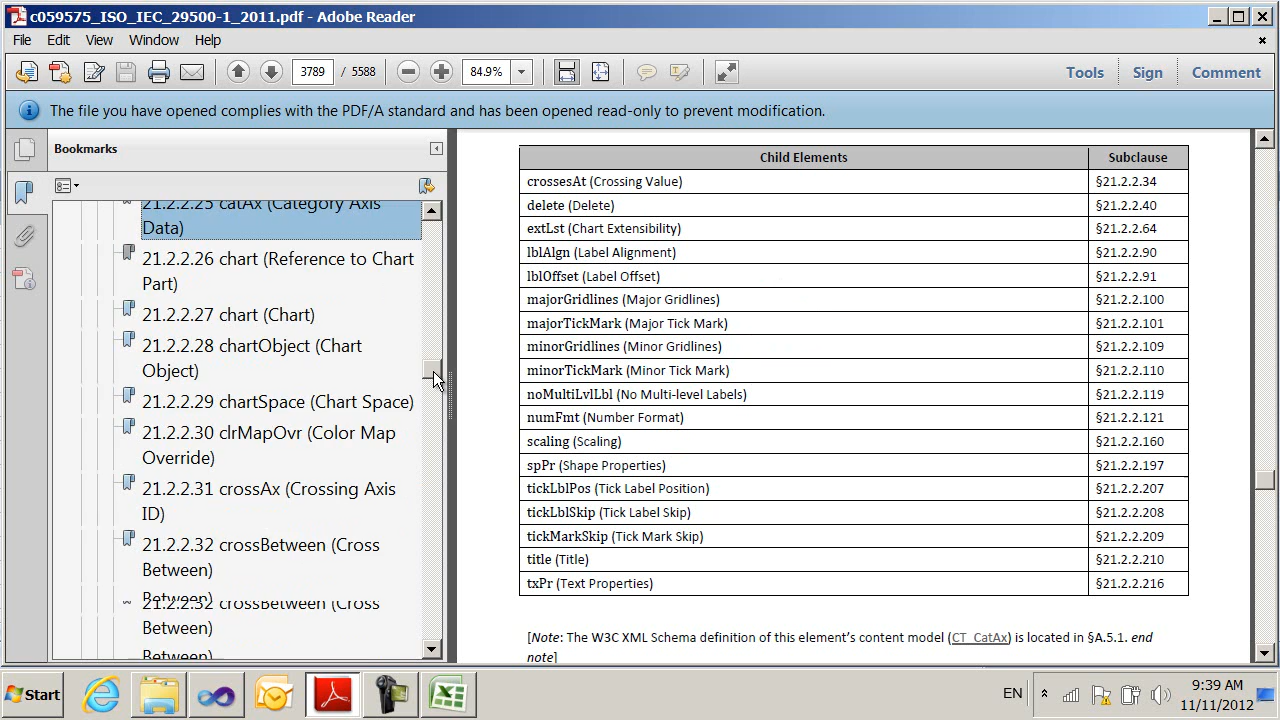 c059575_ISO_IEC_29500-1_2011.pdf - Adobe Reader
File Edit View Window Help
3789 / 5588 84.9% Tools Sign Comment
The file you have opened complies with the PDF/A standard and has been opened read-only to prevent modification.
Bookmarks
21.2.2.25 catAx (Category Axis
Data)
21.2.2.26 chart (Reference to Chart
Part)
21.2.2.27 chart (Chart)
21.2.2.28 chartObject (Chart
Object)
21.2.2.29 chartSpace (Chart Space)
21.2.2.30 clrMapOvr (Color Map
Override)
21.2.2.31 crossAx (Crossing Axis
ID)
21.2.2.32 crossBetween (Cross
Between)
Between)
21.2.2.32 crossBetween (Cross
Between)
Between)
Child Elements Subclause
crossesAt (Crossing Value) §21.2.2.34
delete (Delete) §21.2.2.40
extLst (Chart Extensibility) §21.2.2.64
lblAlgn (Label Alignment) §21.2.2.90
lblOffset (Label Offset) §21.2.2.91
majorGridlines (Major Gridlines) §21.2.2.100
majorTickMark (Major Tick Mark) §21.2.2.101
minorGridlines (Minor Gridlines) §21.2.2.109
minorTickMark (Minor Tick Mark) §21.2.2.110
noMultiLvlLbl (No Multi-level Labels) §21.2.2.119
numFmt (Number Format) §21.2.2.121
scaling (Scaling) §21.2.2.160
spPr (Shape Properties) §21.2.2.197
tickLblPos (Tick Label Position) §21.2.2.207
tickLblSkip (Tick Label Skip) §21.2.2.208
tickMarkSkip (Tick Mark Skip) §21.2.2.209
title (Title) §21.2.2.210
txPr (Text Properties) §21.2.2.216
[Note: The W3C XML Schema definition of this element's content model (CT_CatAx) is located in §A.5.1. end
note]
Start EN 9:39 AM
11/11/2012